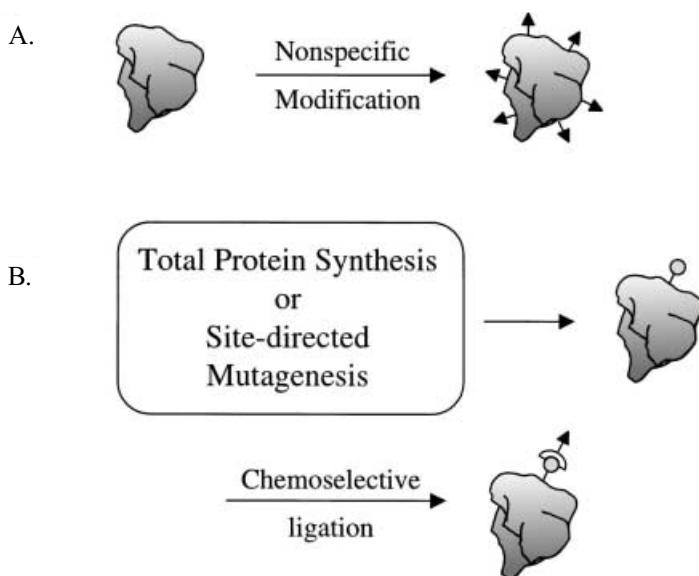 A.
Nonspecific
Modification
B.
Total Protein Synthesis
or
Site-directed
Mutagenesis
Chemoselective
ligation